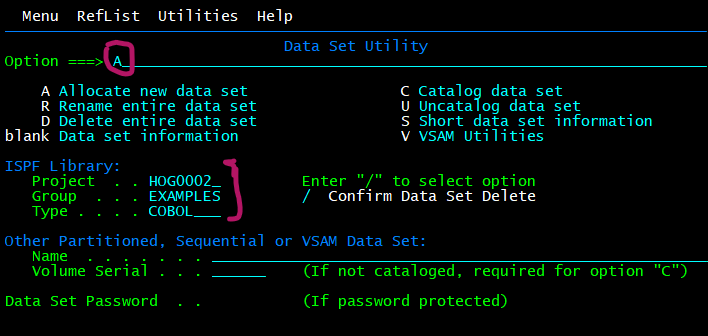 Menu RefList Utilities Help
Data Set Utility
Option ===> A
A Allocate new data set C Catalog data set
R Rename entire data set U Uncatalog data set
D Delete entire data set S Short data set information
blank Data set information V VSAM Utilities
ISPF Library:
Project . . HOG0002_ Enter "/" to select option
Group . . . EXAMPLES / Confirm Data Set Delete
Type . . . . COBOL___
Other Partitioned, Sequential or VSAM Data Set:
Name . . . . . . .
Volume Serial . . . ______ (If not cataloged, required for option "C")
Data Set Password . . (If password protected)